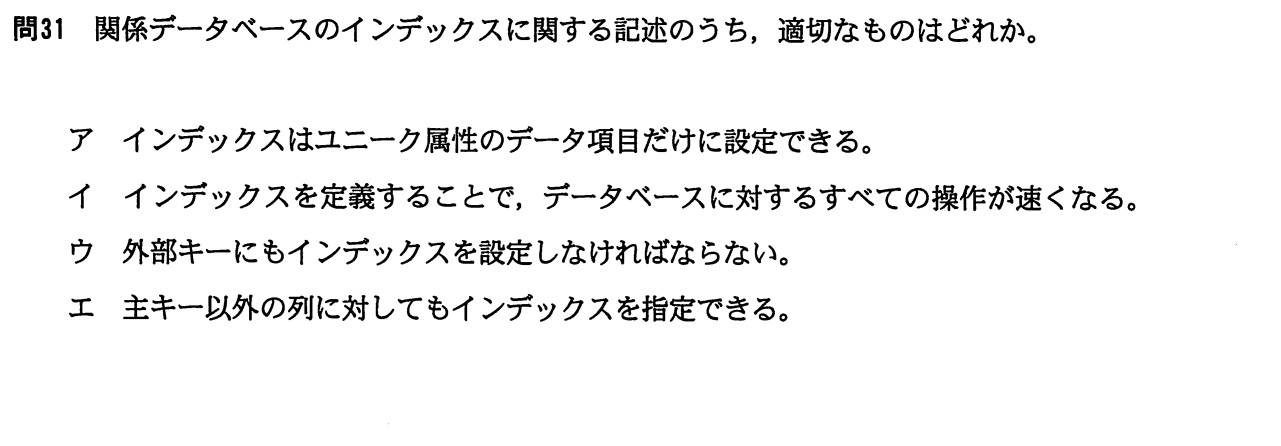 問31　関係データベースのインデックスに関する記述のうち，適切なものはどれか。
ア　インデックスはユニーク属性のデータ項目だけに設定できる。
イ　インデックスを定義することで，データベースに対するすべての操作が速くなる。
ウ　外部キーにもインデックスを設定しなければならない。
エ　主キー以外の列に対してもインデックスを指定できる。